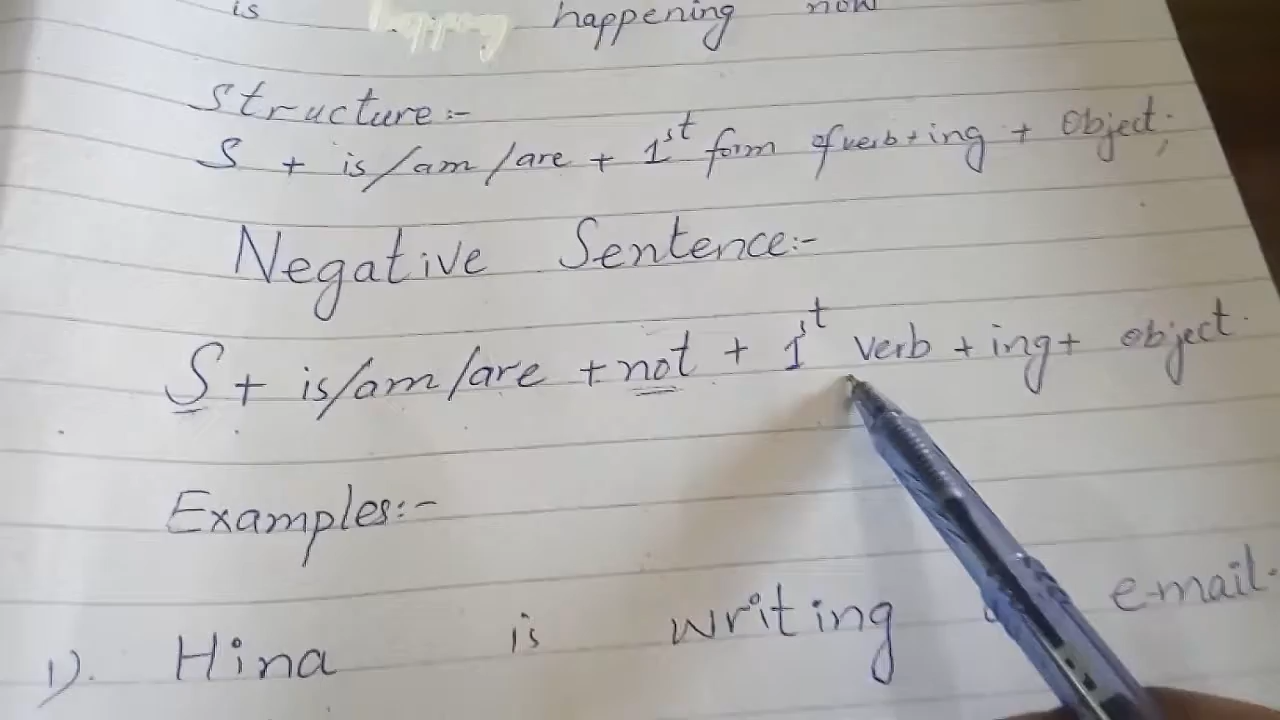 is happening now
Structure:-
S + is/am/are + 1st form of verb + ing + Object.
Negative Sentence:-
S + is/am/are + not + 1st verb + ing + object.
Examples:-
1). Hina is writing e-mail.